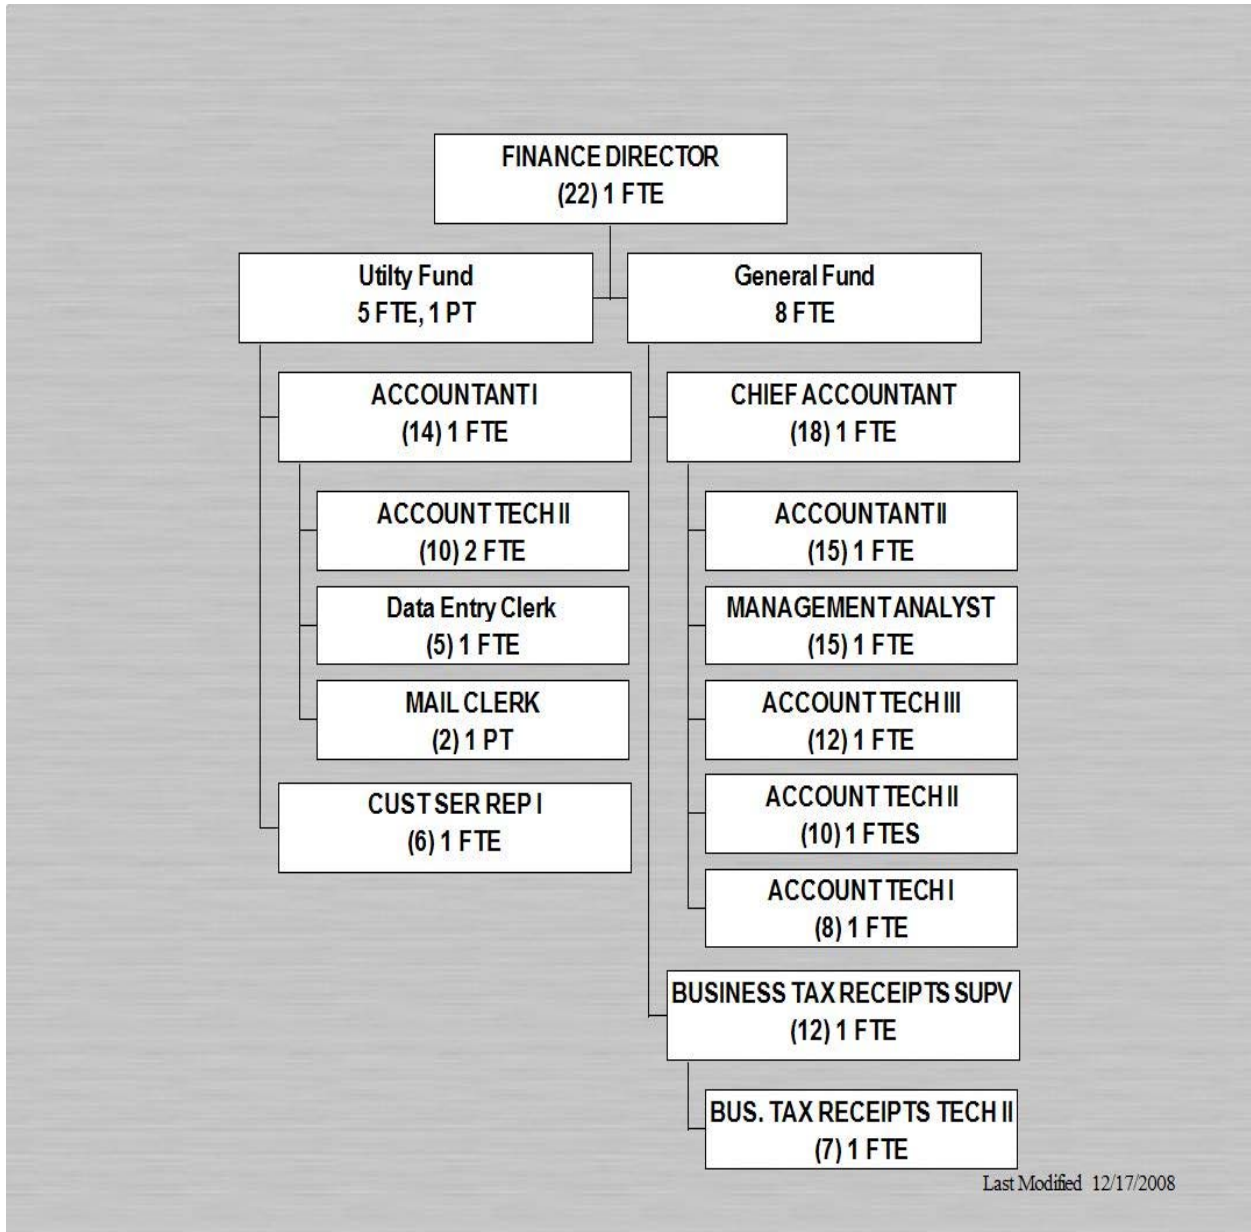 FINANCE DIRECTOR
(22) 1 FTE
Utilty Fund
5 FTE, 1 PT
General Fund
8 FTE
ACCOUNTANT I
(14) 1 FTE
ACCOUNT TECH II
(10) 2 FTE
Data Entry Clerk
(5) 1 FTE
MAIL CLERK
(2) 1 PT
CUST SER REP I
(6) 1 FTE
CHIEF ACCOUNTANT
(18) 1 FTE
ACCOUNTANT II
(15) 1 FTE
MANAGEMENT ANALYST
(15) 1 FTE
ACCOUNT TECH III
(12) 1 FTE
ACCOUNT TECH II
(10) 1 FTES
ACCOUNT TECH I
(8) 1 FTE
BUSINESS TAX RECEIPTS SUPV
(12) 1 FTE
BUS. TAX RECEIPTS TECH II
(7) 1 FTE
Last Modified 12/17/2008